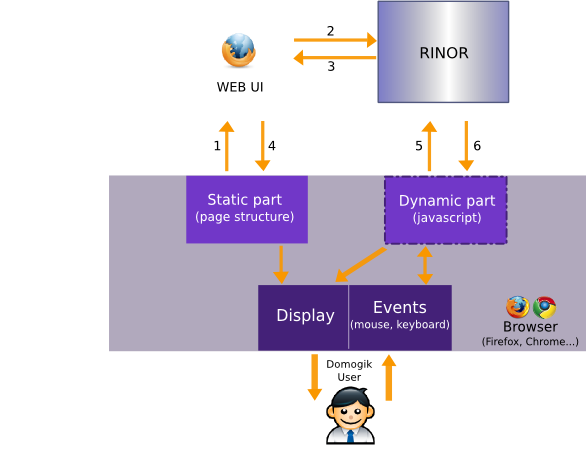 2
RINOR
3
WEB UI
1
4
5
6
Static part
(page structure)
Dynamic part
(javascript)
Display
Events
(mouse, keyboard)
Browser
(Firefox, Chrome...)
Domogik
User